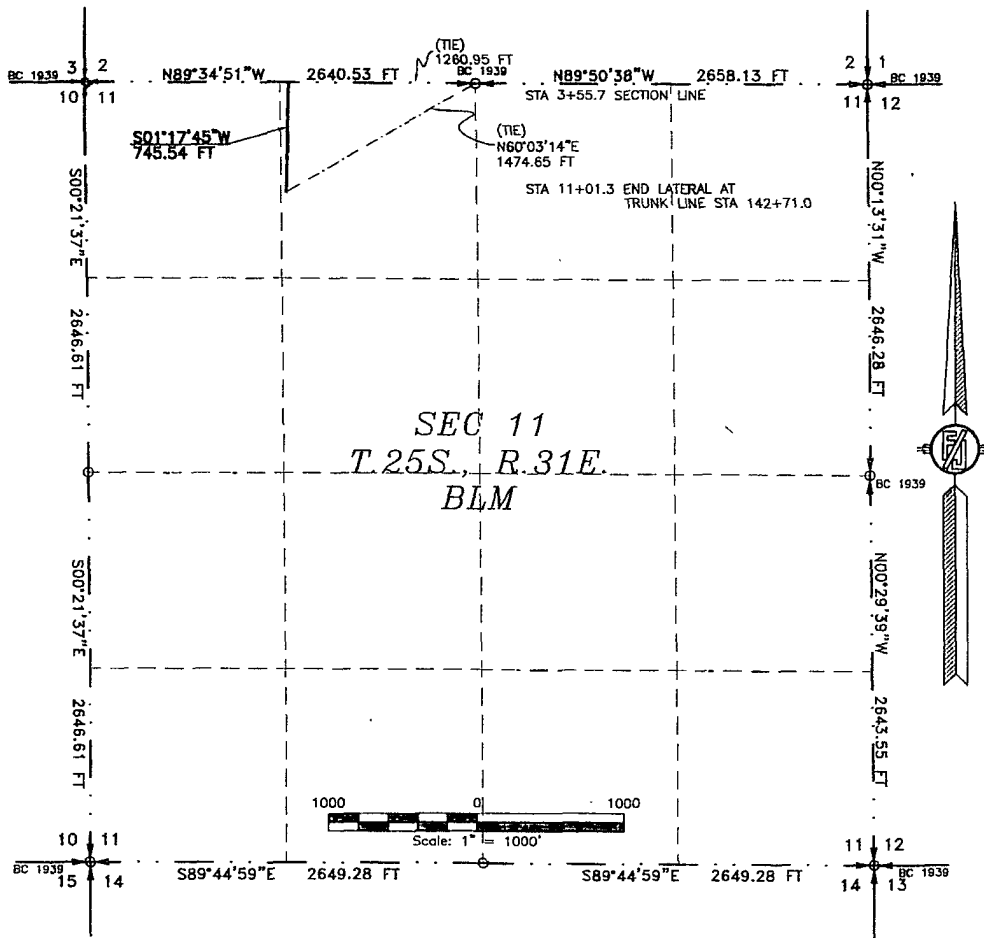 (TIE)
1260.95 FT
BC 1939
3 2
N89°34'51"W 2640.53 FT
BC 1939
N89°50'38"W 2658.13 FT
2 1
BC 1939
10 11
STA 3+55.7 SECTION LINE
11 12
(TIE)
N60°03'14"E
1474.65 FT
S01°17'45"W
745.54 FT
STA 11+01.3 END LATERAL AT
TRUNK LINE STA 142+71.0
S00°21'37"E
2646.61 FT
N00°13'31"W
2646.28 FT
SEC 11
T.25S., R.31E.
BLM
BC 1939
S00°21'37"E
2646.61 FT
N00°29'39"W
2643.55 FT
1000 0 1000
Scale: 1" = 1000'
10 11
11 12
BC 1939
BC 1939
15 14
S89°44'59"E 2649.28 FT
S89°44'59"E 2649.28 FT
14 13